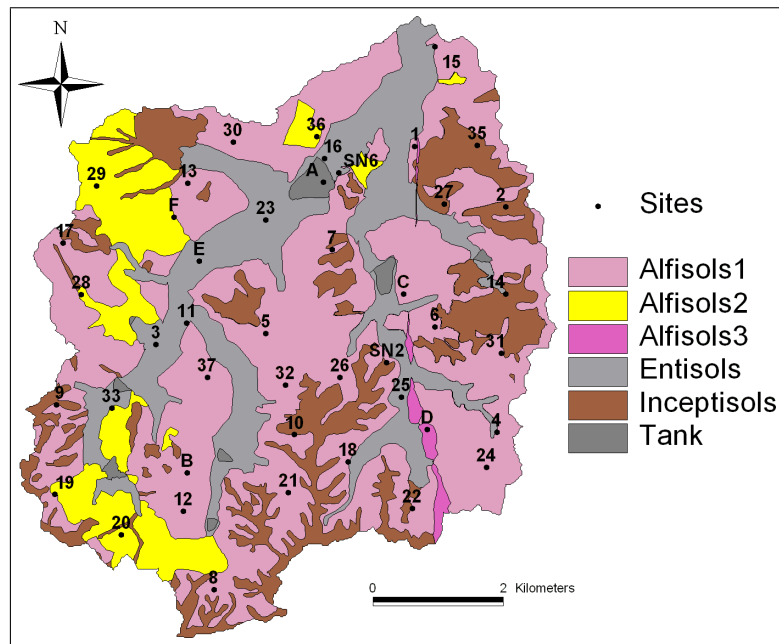 N
15
36
30
16
1
35
SN6
A
13
29
27
2
F
23
17
E
7
28
C
14
11
3
5
6
31
SN2
37
32
26
9
33
25
10
D
4
18
B
24
19
21
12
22
20
8
Sites
Alfisols1
Alfisols2
Alfisols3
Entisols
Inceptisols
Tank
0 2 Kilometers